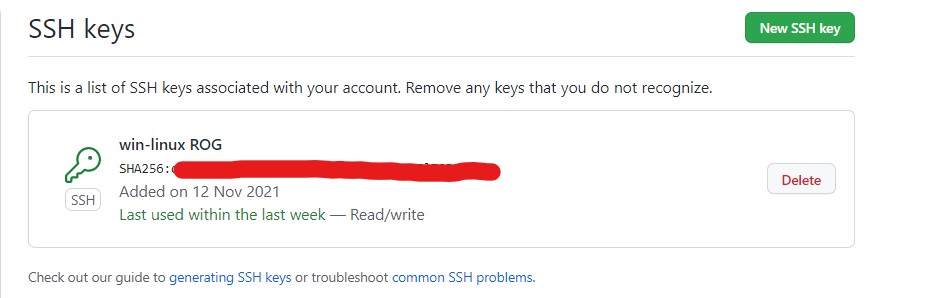 SSH keys
New SSH key
This is a list of SSH keys associated with your account. Remove any keys that you do not recognize.
win-linux ROG
SHA256:
SSH
Added on 12 Nov 2021
Last used within the last week — Read/write
Delete
Check out our guide to generating SSH keys or troubleshoot common SSH problems.